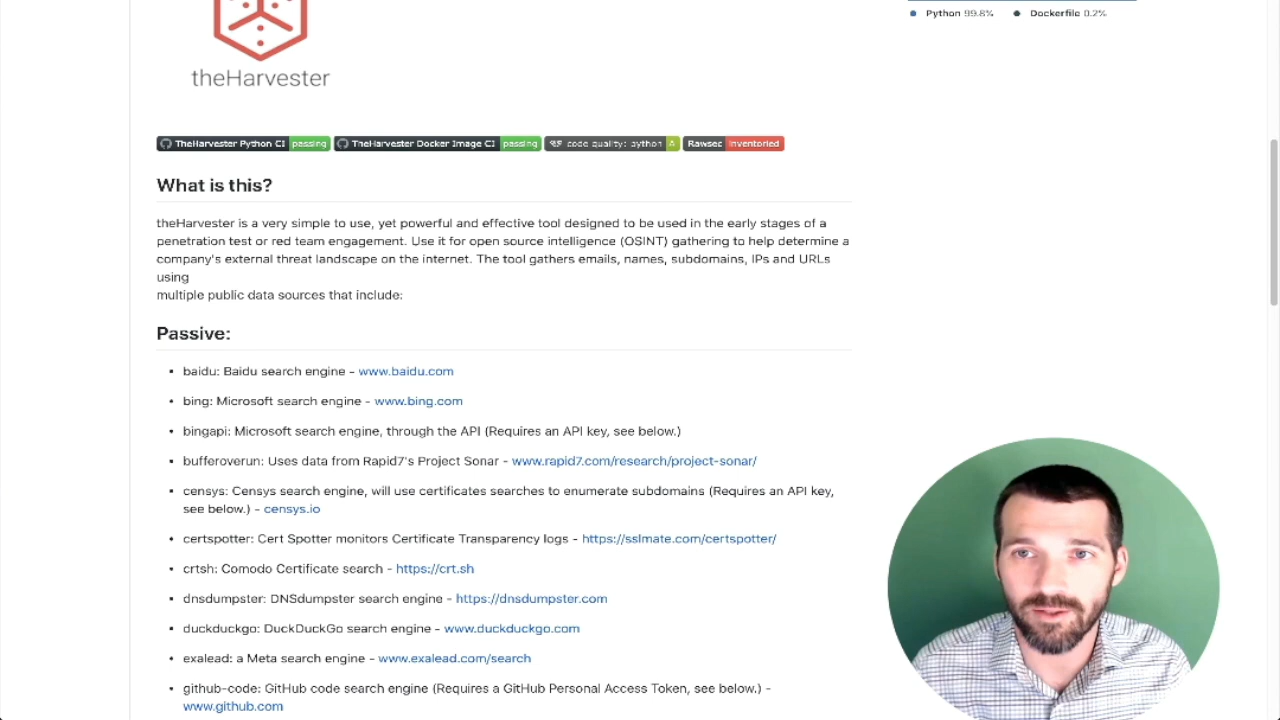 Python 99.8%
Dockerfile 0.2%
theHarvester
TheHarvester Python CI passing
TheHarvester Docker Image CI passing
code quality: python A
Rawsec Inventoried
What is this?
theHarvester is a very simple to use, yet powerful and effective tool designed to be used in the early stages of a
penetration test or red team engagement. Use it for open source intelligence (OSINT) gathering to help determine a
company's external threat landscape on the internet. The tool gathers emails, names, subdomains, IPs and URLs
using
multiple public data sources that include:
Passive:
• baidu: Baidu search engine - www.baidu.com
• bing: Microsoft search engine - www.bing.com
• bingapi: Microsoft search engine, through the API (Requires an API key, see below.)
• bufferoverun: Uses data from Rapid7's Project Sonar - www.rapid7.com/research/project-sonar/
• censys: Censys search engine, will use certificates searches to enumerate subdomains (Requires an API key,
see below.) - censys.io
• certspotter: Cert Spotter monitors Certificate Transparency logs - https://sslmate.com/certspotter/
• crtsh: Comodo Certificate search - https://crt.sh
• dnsdumpster: DNSdumpster search engine - https://dnsdumpster.com
• duckduckgo: DuckDuckGo search engine - www.duckduckgo.com
• exalead: a Meta search engine - www.exalead.com/search
• github-code: GitHub code search engine (Requires a GitHub Personal Access Token, see below.) -
www.github.com